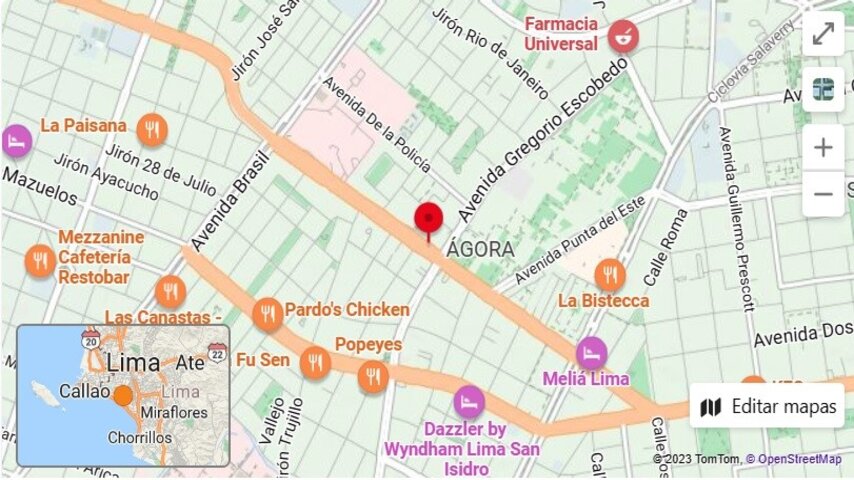 Farmacia
Universal
Jirón José Sa
Jirón Rio de Janeiro
Ciclovía Salaverry
Avenida De la Policía
Avenida Gregorio Escobedo
La Paisana
Jirón 28 de Julio
Jirón Ayacucho
Mazuelos
Avenida Brasil
Avenida Guillermo Prescott
Mezzanine
Cafetería
Restobar
ÁGORA
Avenida Punta del Este
Calle Roma
La Bistecca
Las Canastas -
Pardo's Chicken
Popeyes
Fu Sen
Avenida Dos
Meliá Lima
Dazzler by
Wyndham Lima San
Isidro
Vallejo
Jirón Trujillo
20
22
Lima
Ate
Callao
Lima
Miraflores
Chorrillos
Editar mapas
© 2023 TomTom, © OpenStreetMap